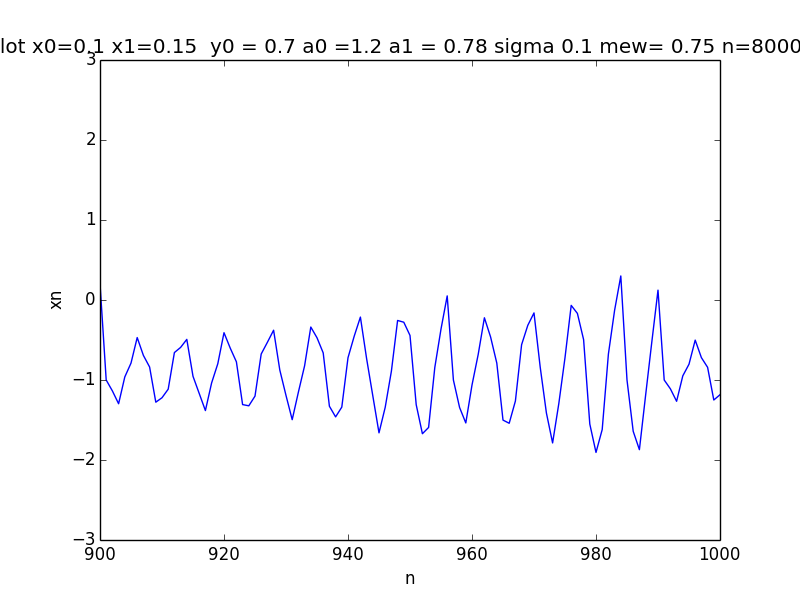 lot x0=0.1 x1=0.15  y0 = 0.7 a0 =1.2 a1 = 0.78 sigma 0.1 mew= 0.75 n=8000
3
2
1
0
−1
−2
−3
xn
900 920 940 960 980 1000
n